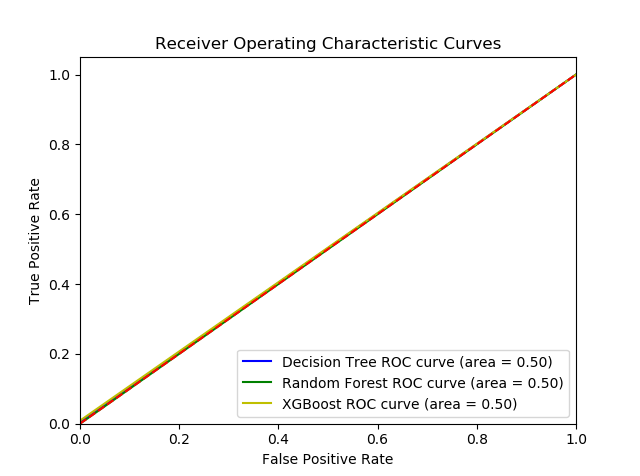 Receiver Operating Characteristic Curves
True Positive Rate
1.0
0.8
0.6
0.4
0.2
0.0
Decision Tree ROC curve (area = 0.50)
Random Forest ROC curve (area = 0.50)
XGBoost ROC curve (area = 0.50)
0.0 0.2 0.4 0.6 0.8 1.0
False Positive Rate